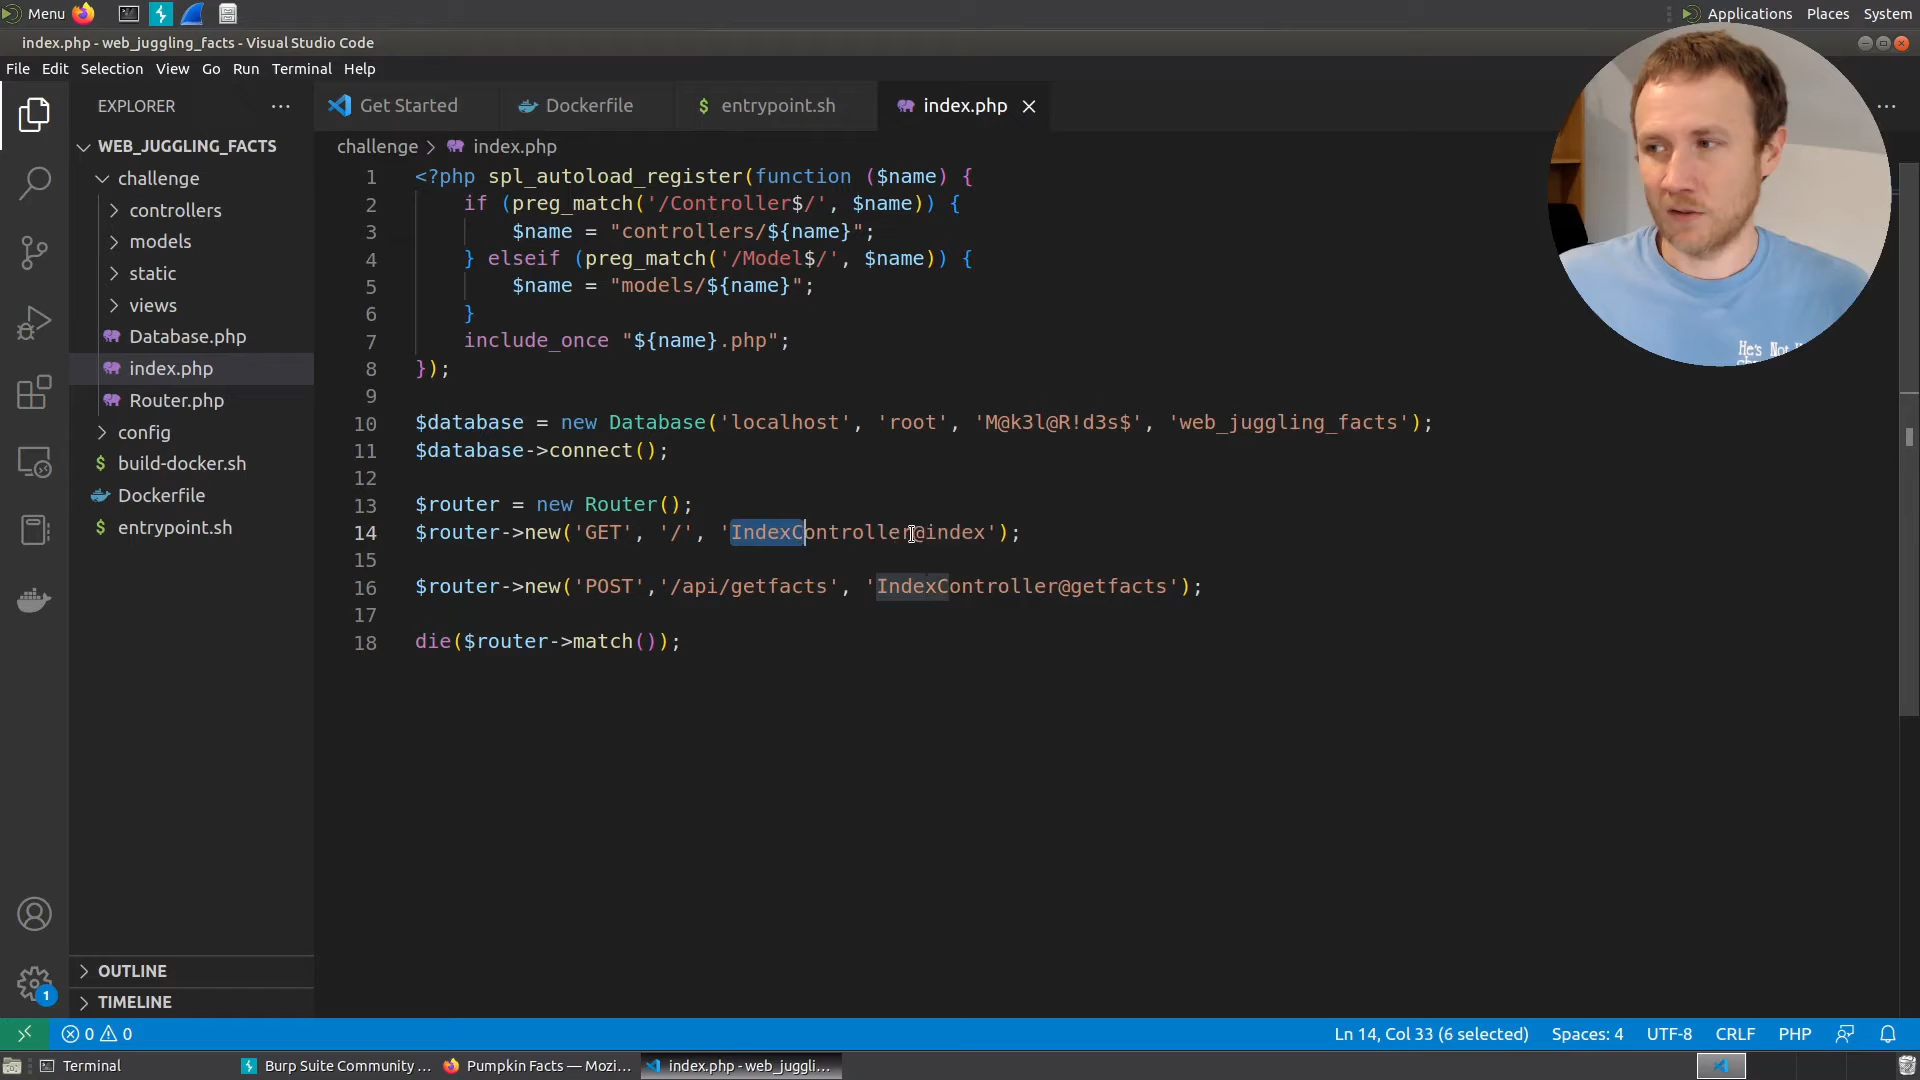 Menu
Applications Places System
index.php - web_juggling_facts - Visual Studio Code
File Edit Selection View Go Run Terminal Help
EXPLORER
Get Started
Dockerfile
entrypoint.sh
index.php
WEB_JUGGLING_FACTS
challenge
controllers
models
static
views
Database.php
index.php
Router.php
config
build-docker.sh
Dockerfile
entrypoint.sh
OUTLINE
TIMELINE
1
challenge > index.php
1 <?php spl_autoload_register(function ($name) {
2 if (preg_match('/Controller$/', $name)) {
3 $name = "controllers/${name}";
4 } elseif (preg_match('/Model$/', $name)) {
5 $name = "models/${name}";
6 }
7 include_once "${name}.php";
8 });
9
10 $database = new Database('localhost', 'root', 'M@k3l@R!d3s$', 'web_juggling_facts');
11 $database->connect();
12
13 $router = new Router();
14 $router->new('GET', '/', 'IndexController@index');
15
16 $router->new('POST','/api/getfacts', 'IndexController@getfacts');
17
18 die($router->match());
He's Not
0 0
Ln 14, Col 33 (6 selected) Spaces: 4 UTF-8 CRLF PHP
Terminal
Burp Suite Community ...
Pumpkin Facts — Mozi...
index.php - web_juggli...